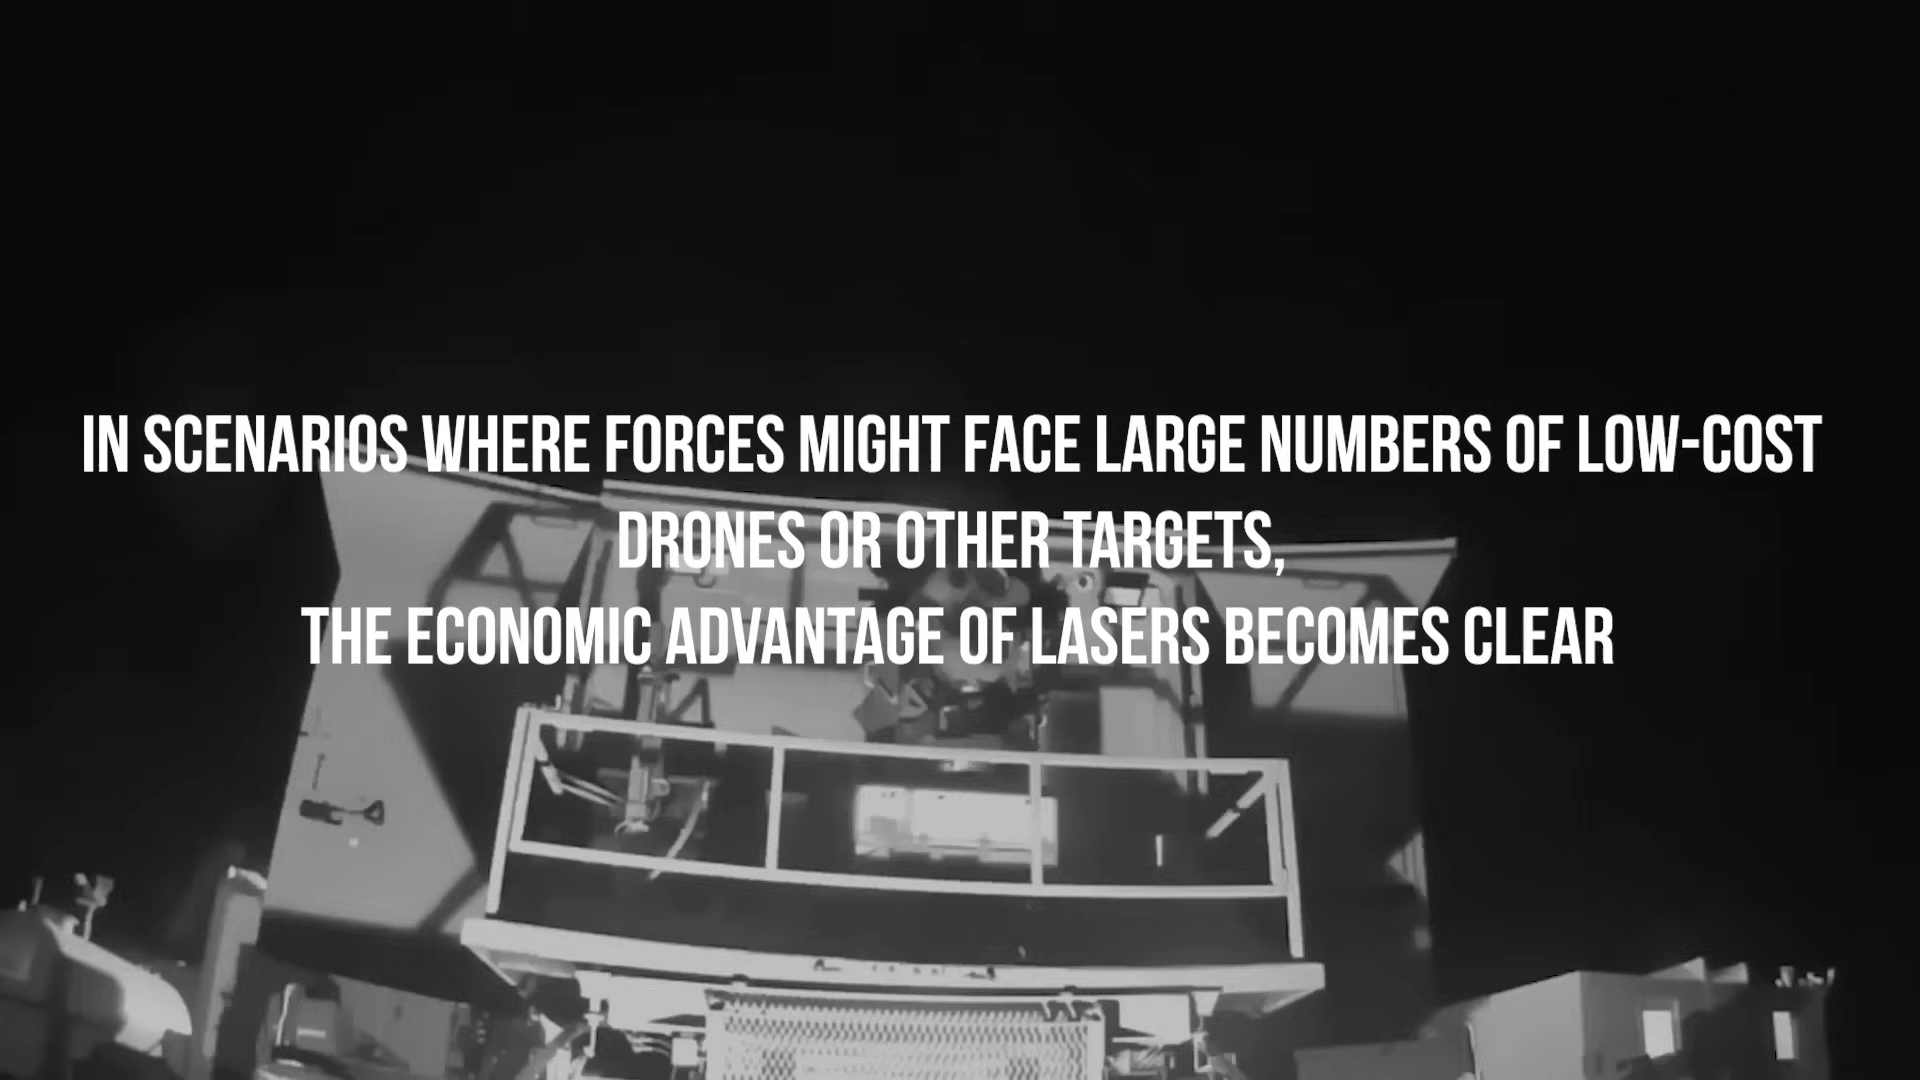 IN SCENARIOS WHERE FORCES MIGHT FACE LARGE NUMBERS OF LOW-COST
DRONES OR OTHER TARGETS,
THE ECONOMIC ADVANTAGE OF LASERS BECOMES CLEAR